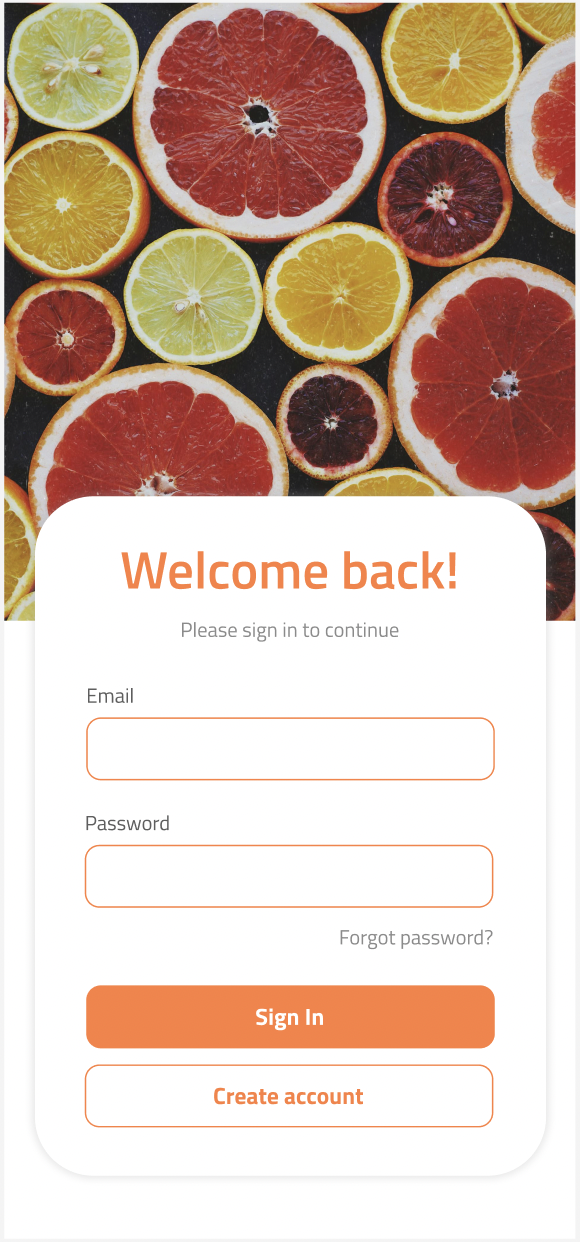 Welcome back!
Please sign in to continue
Email
Password
Forgot password?
Sign In
Create account